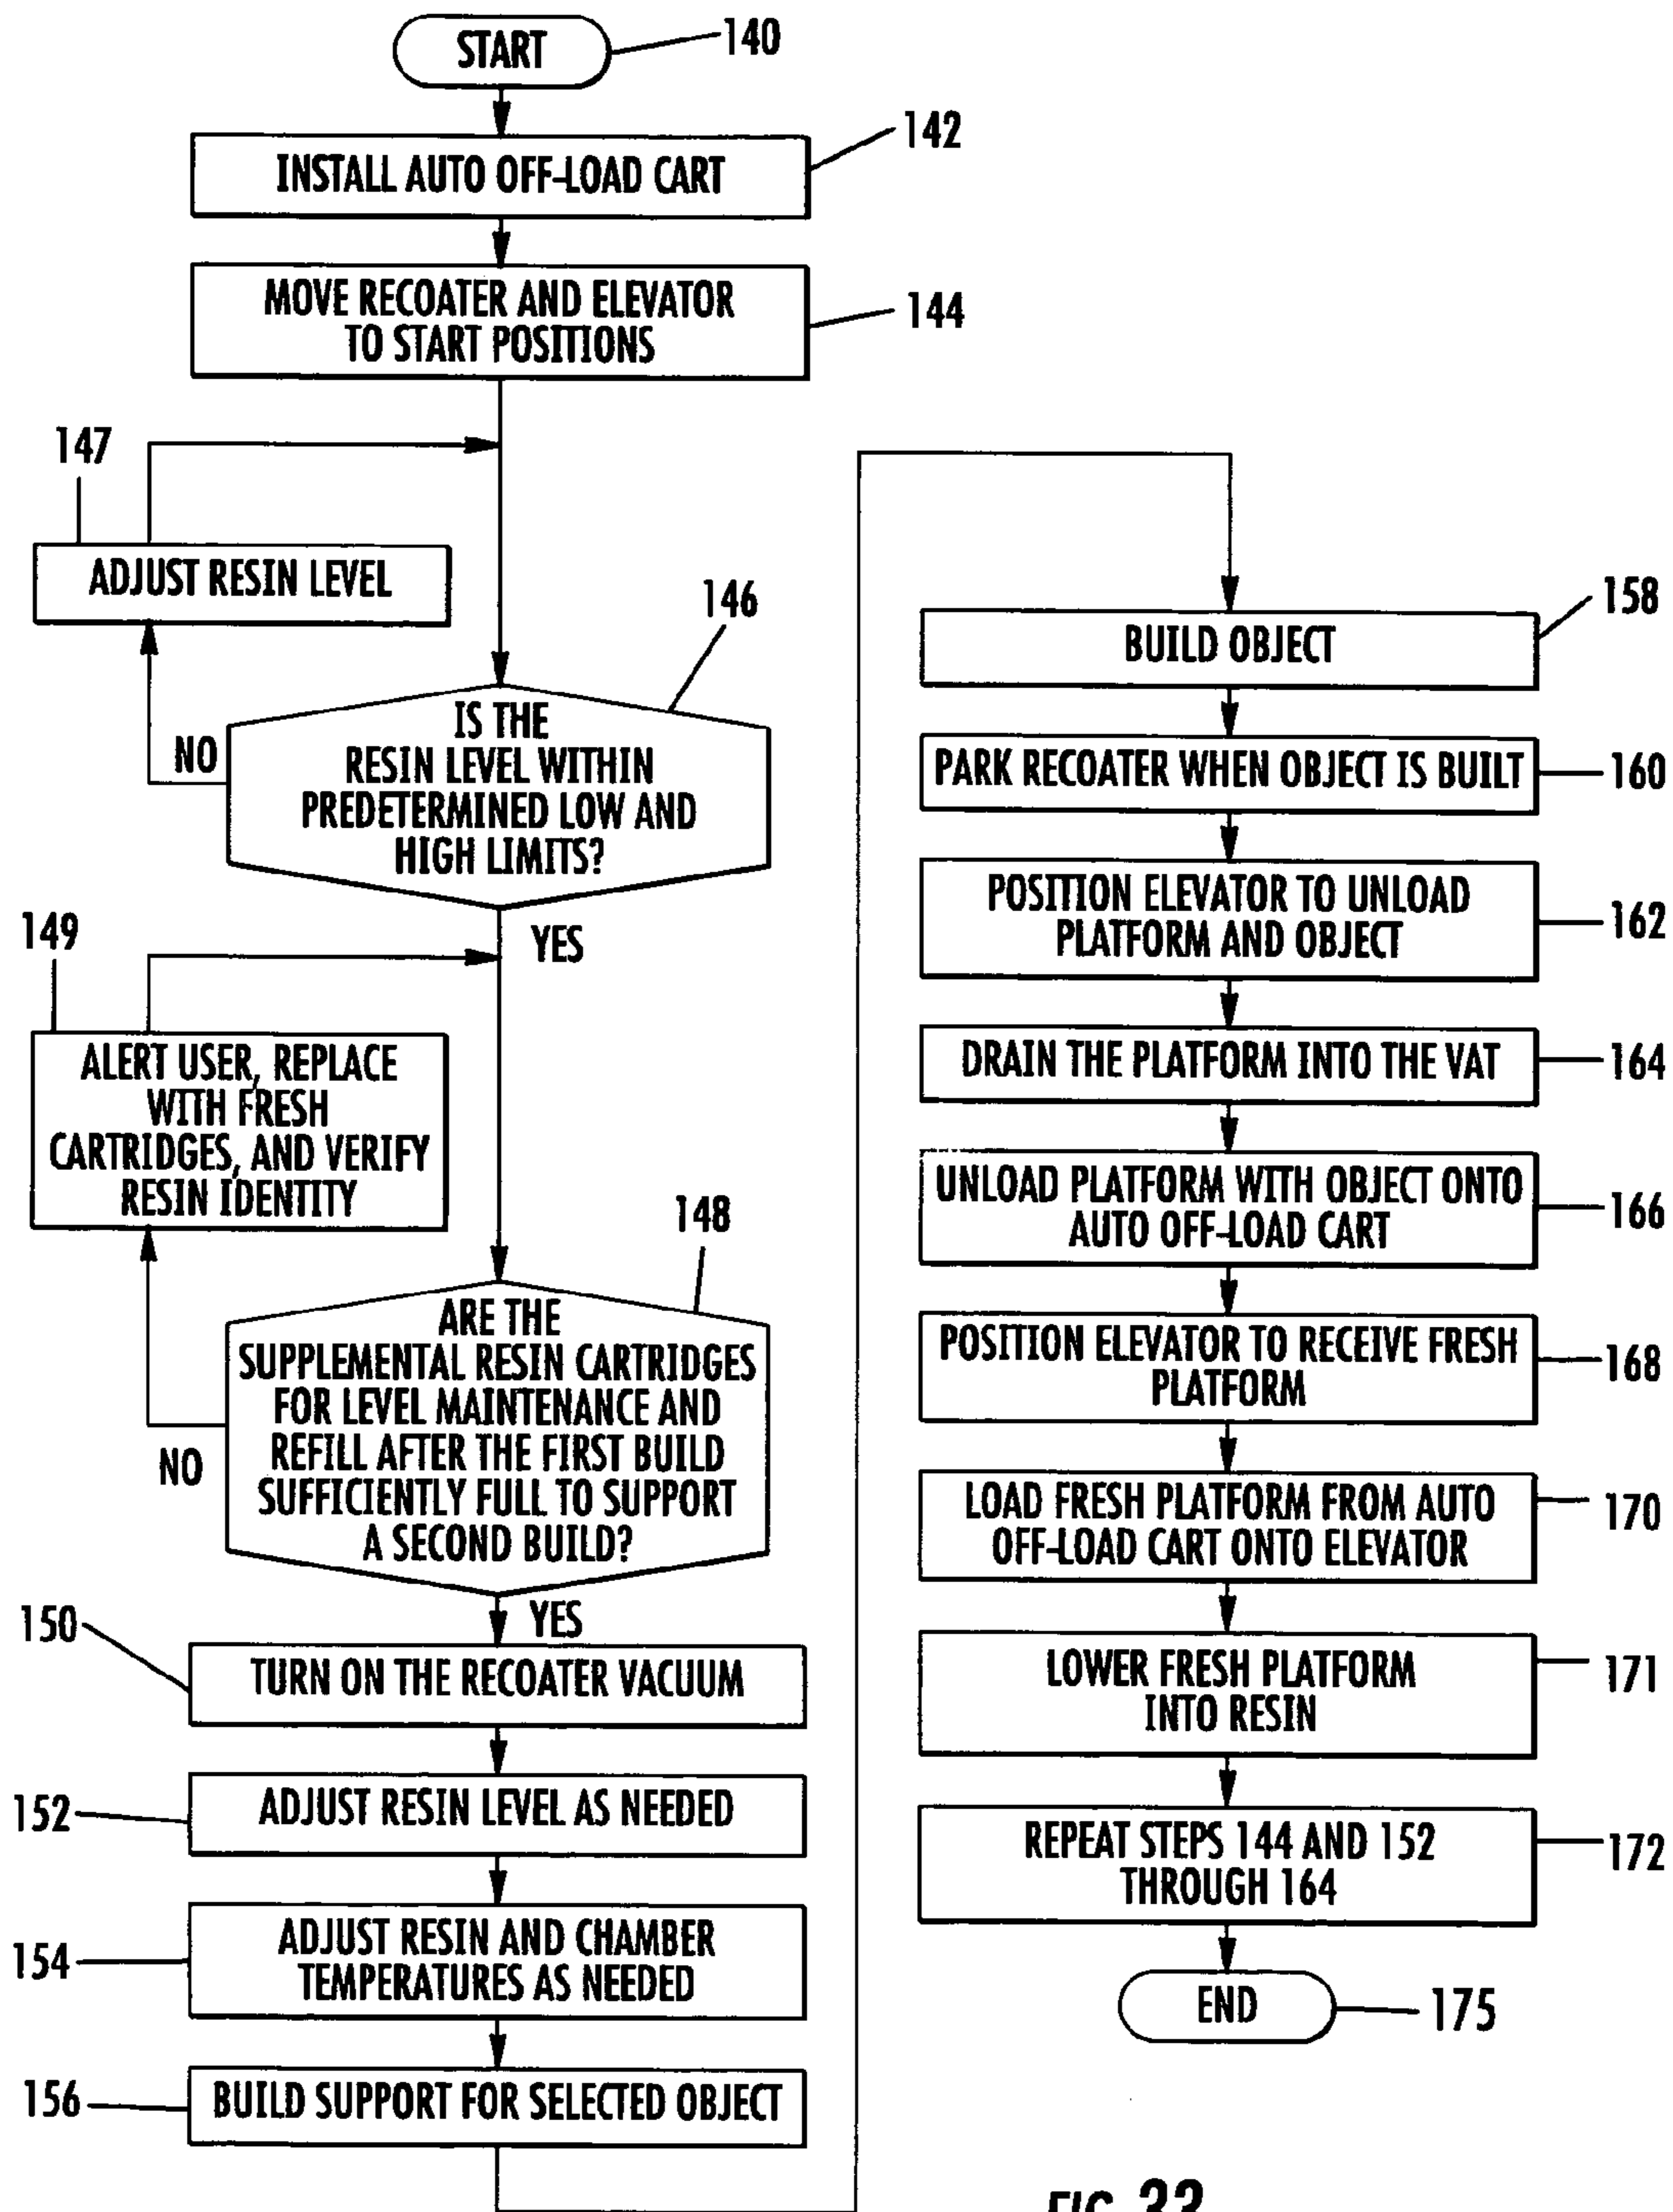 START
140
INSTALL AUTO OFF-LOAD CART
142
MOVE RECOATER AND ELEVATOR
TO START POSITIONS
144
147
ADJUST RESIN LEVEL
146
IS THE
RESIN LEVEL WITHIN
PREDETERMINED LOW AND
HIGH LIMITS?
NO
YES
149
ALERT USER, REPLACE
WITH FRESH
CARTRIDGES, AND VERIFY
RESIN IDENTITY
148
ARE THE
SUPPLEMENTAL RESIN CARTRIDGES
FOR LEVEL MAINTENANCE AND
REFILL AFTER THE FIRST BUILD
SUFFICIENTLY FULL TO SUPPORT
A SECOND BUILD?
NO
YES
150
TURN ON THE RECOATER VACUUM
152
ADJUST RESIN LEVEL AS NEEDED
154
ADJUST RESIN AND CHAMBER
TEMPERATURES AS NEEDED
156
BUILD SUPPORT FOR SELECTED OBJECT
158
BUILD OBJECT
PARK RECOATER WHEN OBJECT IS BUILT
160
POSITION ELEVATOR TO UNLOAD
PLATFORM AND OBJECT
162
DRAIN THE PLATFORM INTO THE VAT
164
UNLOAD PLATFORM WITH OBJECT ONTO
AUTO OFF-LOAD CART
166
POSITION ELEVATOR TO RECEIVE FRESH
PLATFORM
168
LOAD FRESH PLATFORM FROM AUTO
OFF-LOAD CART ONTO ELEVATOR
170
LOWER FRESH PLATFORM
INTO RESIN
171
REPEAT STEPS 144 AND 152
THROUGH 164
172
END
175
FIG. 33